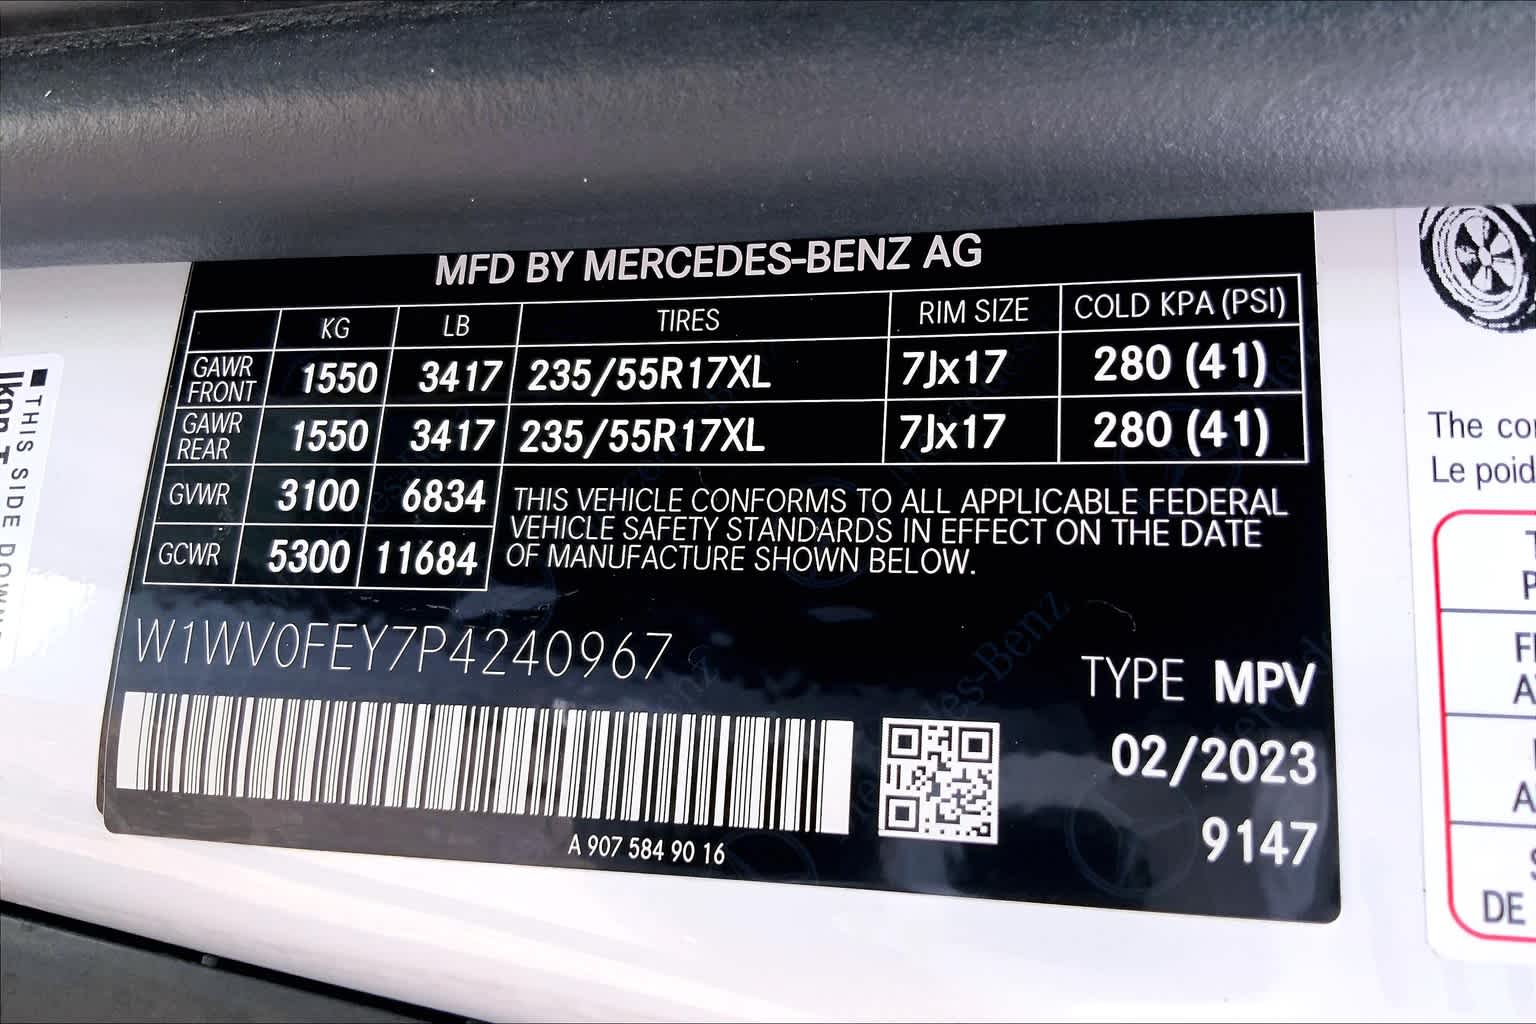 MFD BY MERCEDES-BENZ AG
KG LB TIRES RIM SIZE COLD KPA (PSI)
GAWR FRONT 1550 3417 235/55R17XL 7Jx17 280 (41)
GAWR REAR 1550 3417 235/55R17XL 7Jx17 280 (41)
GVWR 3100 6834
GCWR 5300 11684
THIS VEHICLE CONFORMS TO ALL APPLICABLE FEDERAL
VEHICLE SAFETY STANDARDS IN EFFECT ON THE DATE
OF MANUFACTURE SHOWN BELOW.
W1WV0FEY7P4240967
TYPE MPV
02/2023
9147
A 907 584 90 16
THIS SIDE DOWN
The
Le
DE